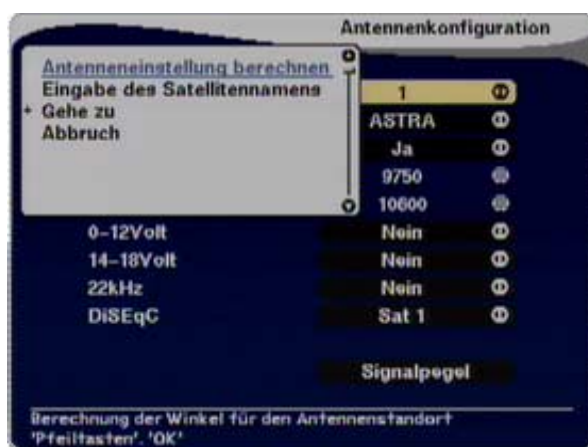 Antennenkonfiguration
Antenneneinstellung berechnen
Eingabe des Satellitennamens
+ Gehe zu
Abbruch
1
ASTRA
Ja
9750
10600
0-12Volt Nein
14-18Volt Nein
22kHz Nein
DiSEqC Sat 1
Signalpegel
Berechnung der Winkel für den Antennenstandort
'Pfeiltasten'. 'OK'